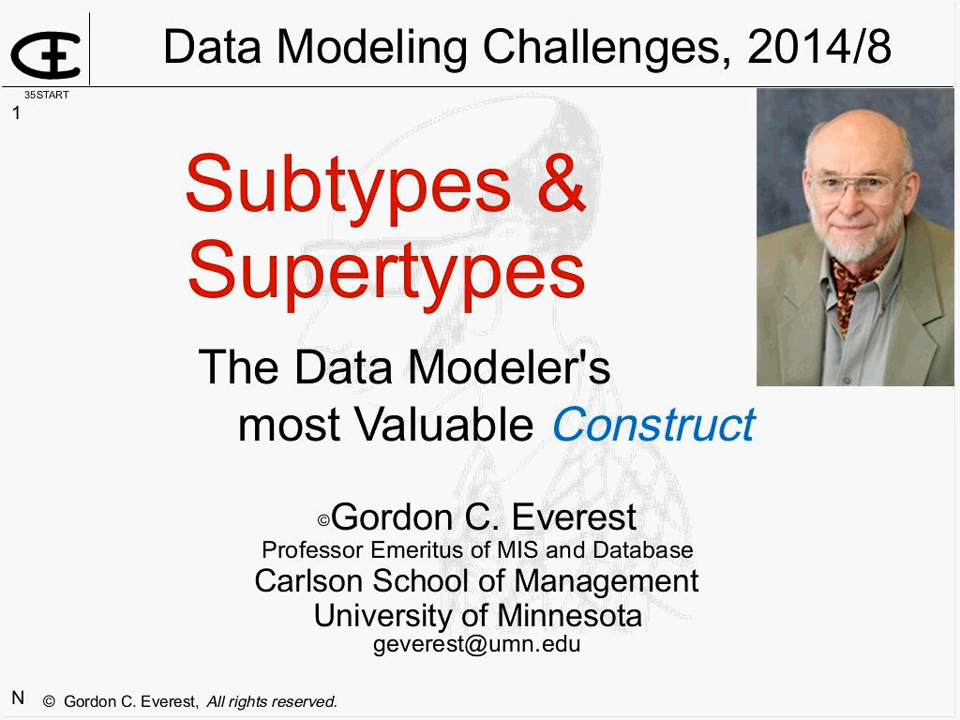 Data Modeling Challenges, 2014/8
35START
1
Subtypes &
Supertypes
The Data Modeler's
most Valuable Construct
©Gordon C. Everest
Professor Emeritus of MIS and Database
Carlson School of Management
University of Minnesota
geverest@umn.edu
N © Gordon C. Everest, All rights reserved.